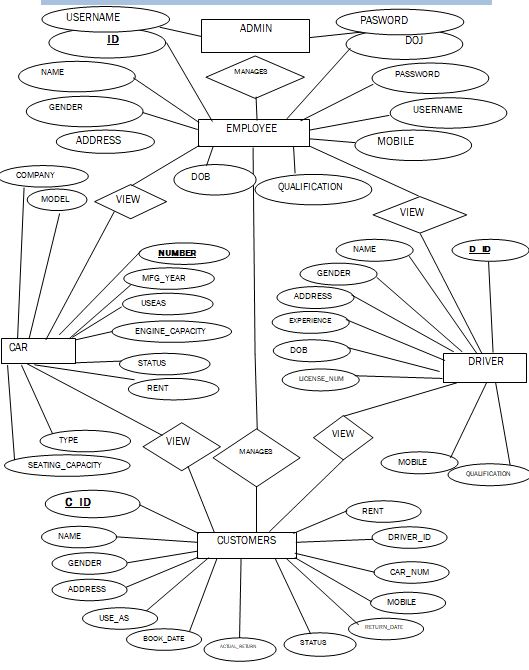 USERNAME
ADMIN
PASWORD
ID
DOJ
NAME
MANAGES
PASSWORD
GENDER
USERNAME
EMPLOYEE
ADDRESS
MOBILE
COMPANY
DOB
QUALIFICATION
MODEL
VIEW
VIEW
NUMBER
NAME
D_ID
MFG_YEAR
GENDER
USEAS
ADDRESS
ENGINE_CAPACITY
EXPERIENCE
CAR
DOB
STATUS
DRIVER
RENT
LICENSE_NUM
TYPE
VIEW
MANAGES
VIEW
SEATING_CAPACITY
MOBILE
QUALIFICATION
C_ID
RENT
NAME
CUSTOMERS
DRIVER_ID
GENDER
CAR_NUM
ADDRESS
MOBILE
USE_AS
RETURN_DATE
BOOK_DATE
ACTUAL_RETURN
STATUS